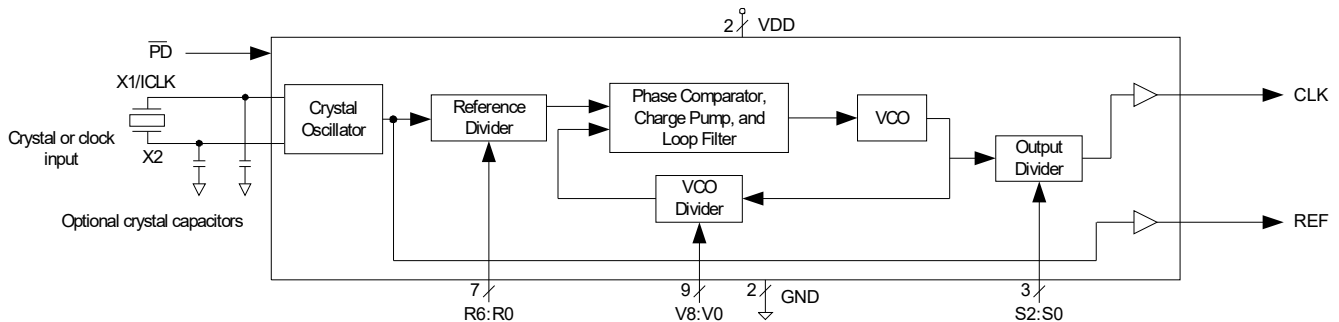 2 VDD
PD
X1/ICLK
Crystal or clock
input
X2
Optional crystal capacitors
Crystal
Oscillator
Reference
Divider
Phase Comparator,
Charge Pump, and
Loop Filter
VCO
VCO
Divider
Output
Divider
CLK
REF
7
R6:R0
9
V8:V0
2
GND
3
S2:S0